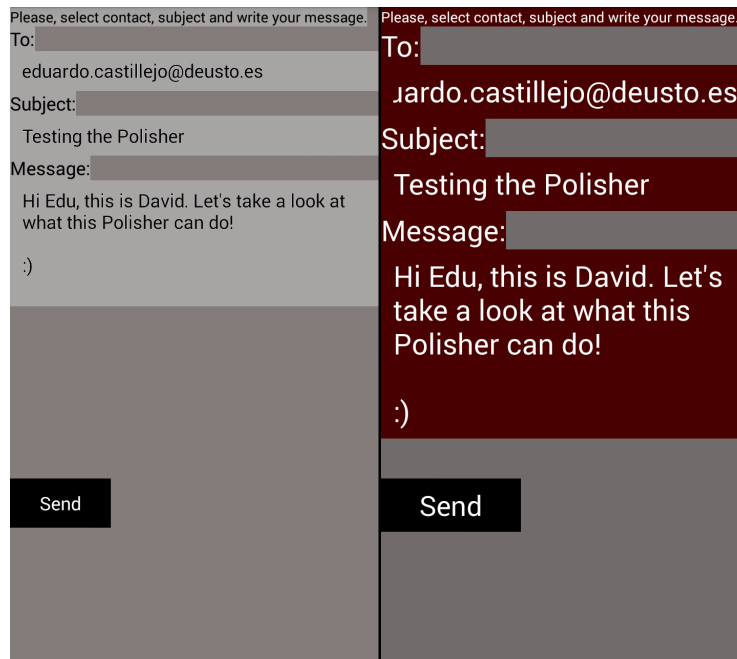 Please, select contact, subject and write your message.
To:
eduardo.castillejo@deusto.es
Subject:
Testing the Polisher
Message:
Hi Edu, this is David. Let's take a look at
what this Polisher can do!
:)
Send
Please, select contact, subject and write your message.
To:
uardo.castillejo@deusto.es
Subject:
Testing the Polisher
Message:
Hi Edu, this is David. Let's
take a look at what this
Polisher can do!
:)
Send